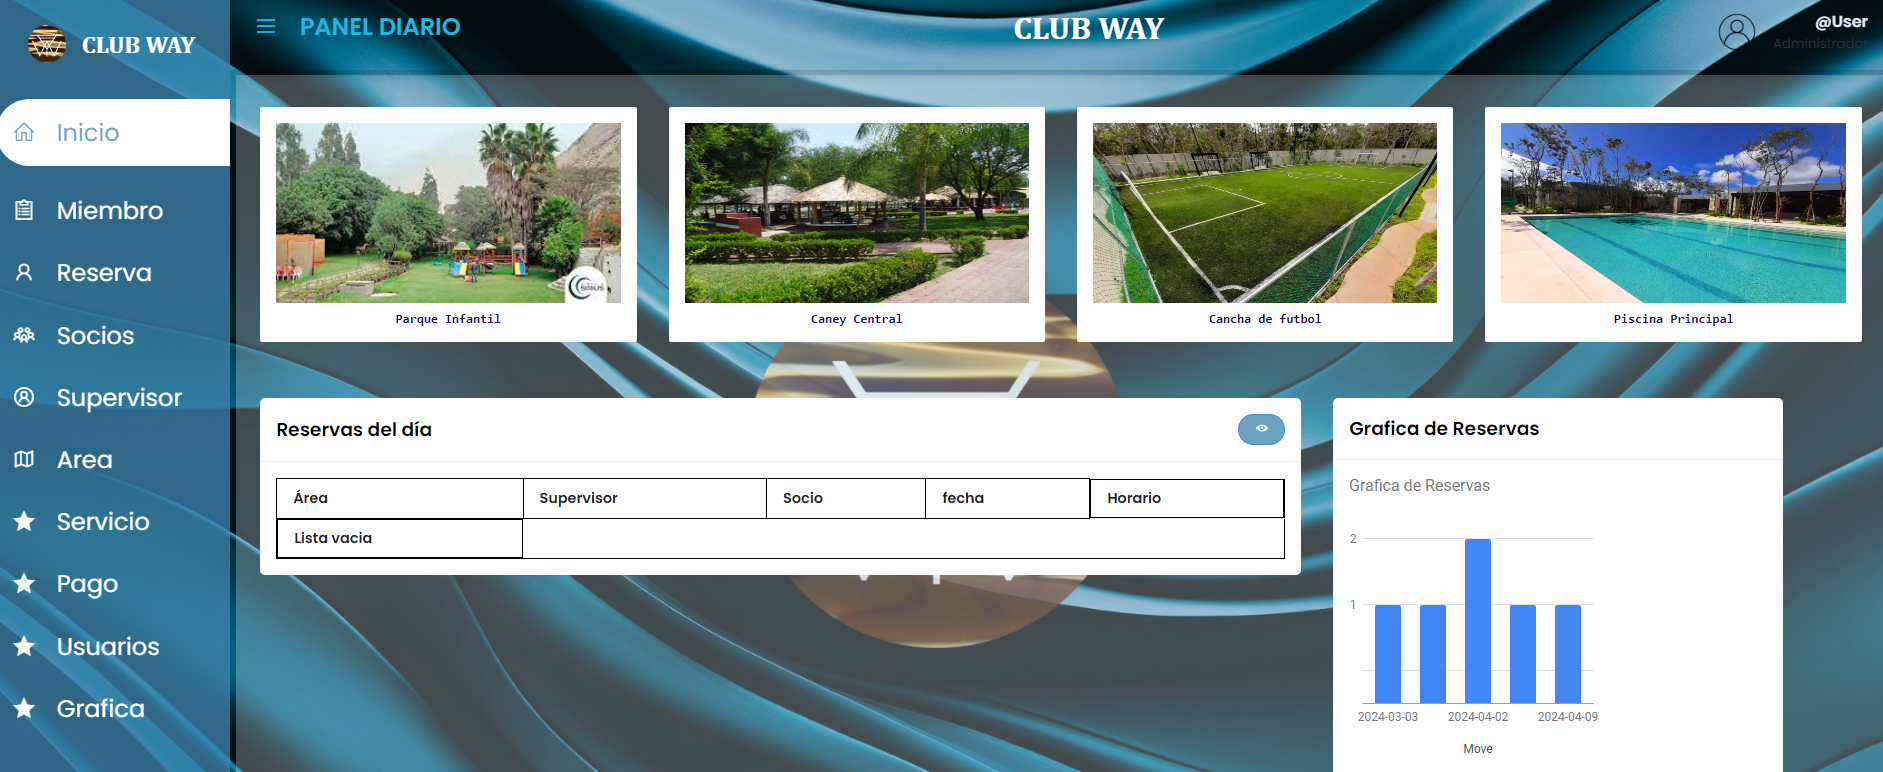 CLUB WAY
PANEL DIARIO
CLUB WAY
@User
Administrador
Inicio
Miembro
Reserva
Socios
Supervisor
Area
Servicio
Pago
Usuarios
Grafica
SIRIUS
Parque Infantil
Caney Central
Cancha de futbol
Piscina Principal
Reservas del día
Área Supervisor Socio fecha Horario
Lista vacia
Grafica de Reservas
Grafica de Reservas
2
1
2024-03-03 2024-04-02 2024-04-09
Move